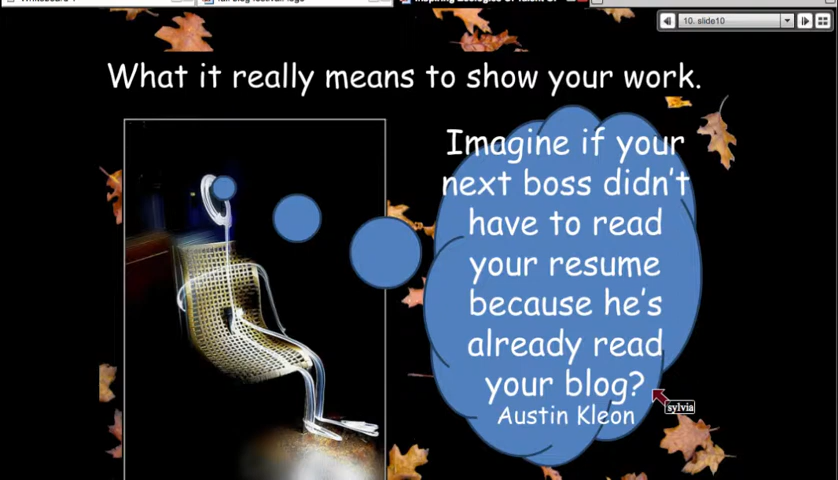 10. slide10
What it really means to show your work.
Imagine if your
next boss didn't
have to read
your resume
because he's
already read
your blog?
Austin Kleon
sylvia